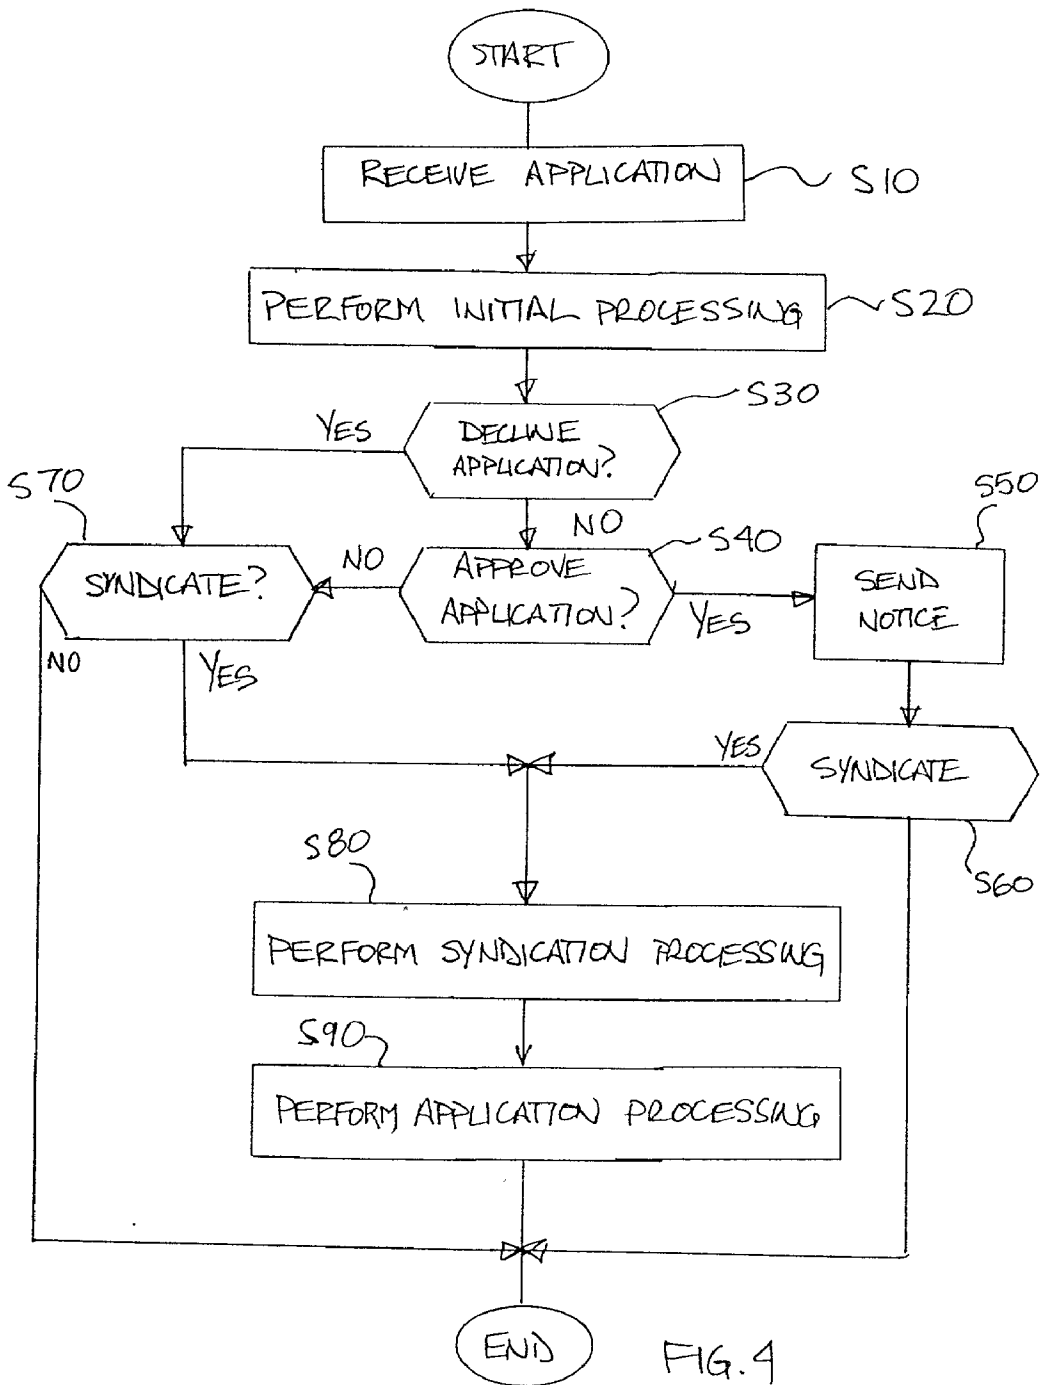 START
RECEIVE APPLICATION
S10
PERFORM INITIAL PROCESSING
S20
S30
YES
DECLINE
APPLICATION?
S70
NO
S50
S40
SYNDICATE?
NO
APPROVE
APPLICATION?
YES
SEND
NOTICE
NO
YES
YES
SYNDICATE
S60
S80
PERFORM SYNDICATION PROCESSING
S90
PERFORM APPLICATION PROCESSING
END
FIG. 4